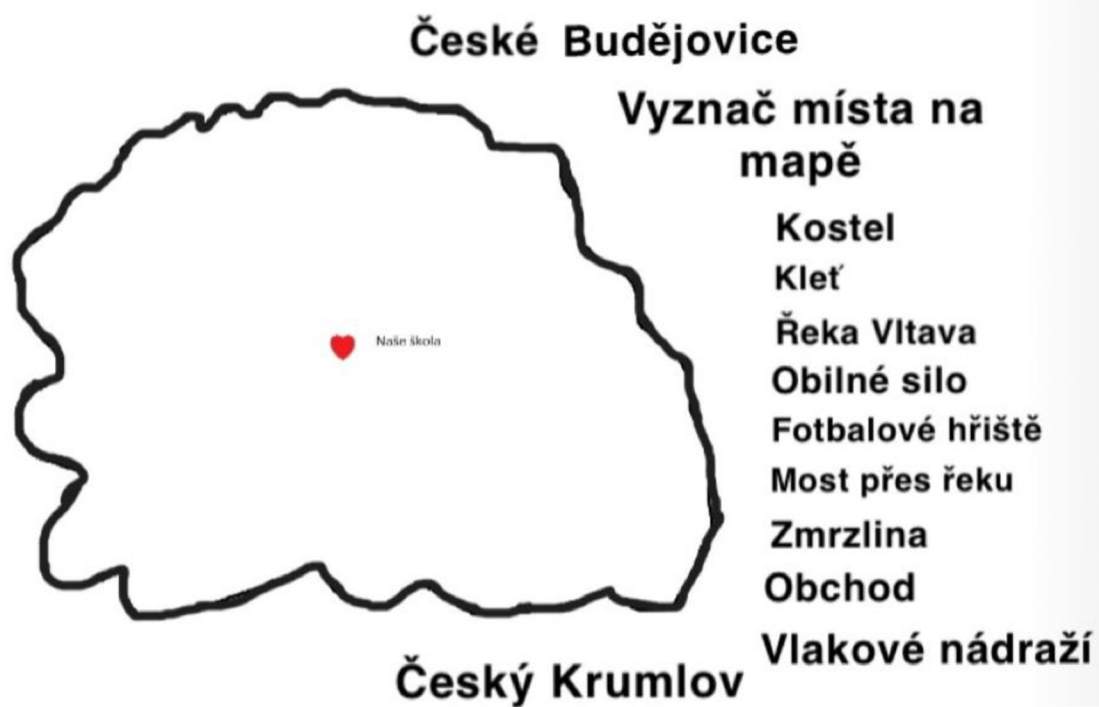 České Budějovice
Vyznač místa na
mapě
Kostel
Kleť
Řeka Vltava
Obilné silo
Naše škola
Fotbalové hřiště
Most přes řeku
Zmrzlina
Obchod
Vlakové nádraží
Český Krumlov